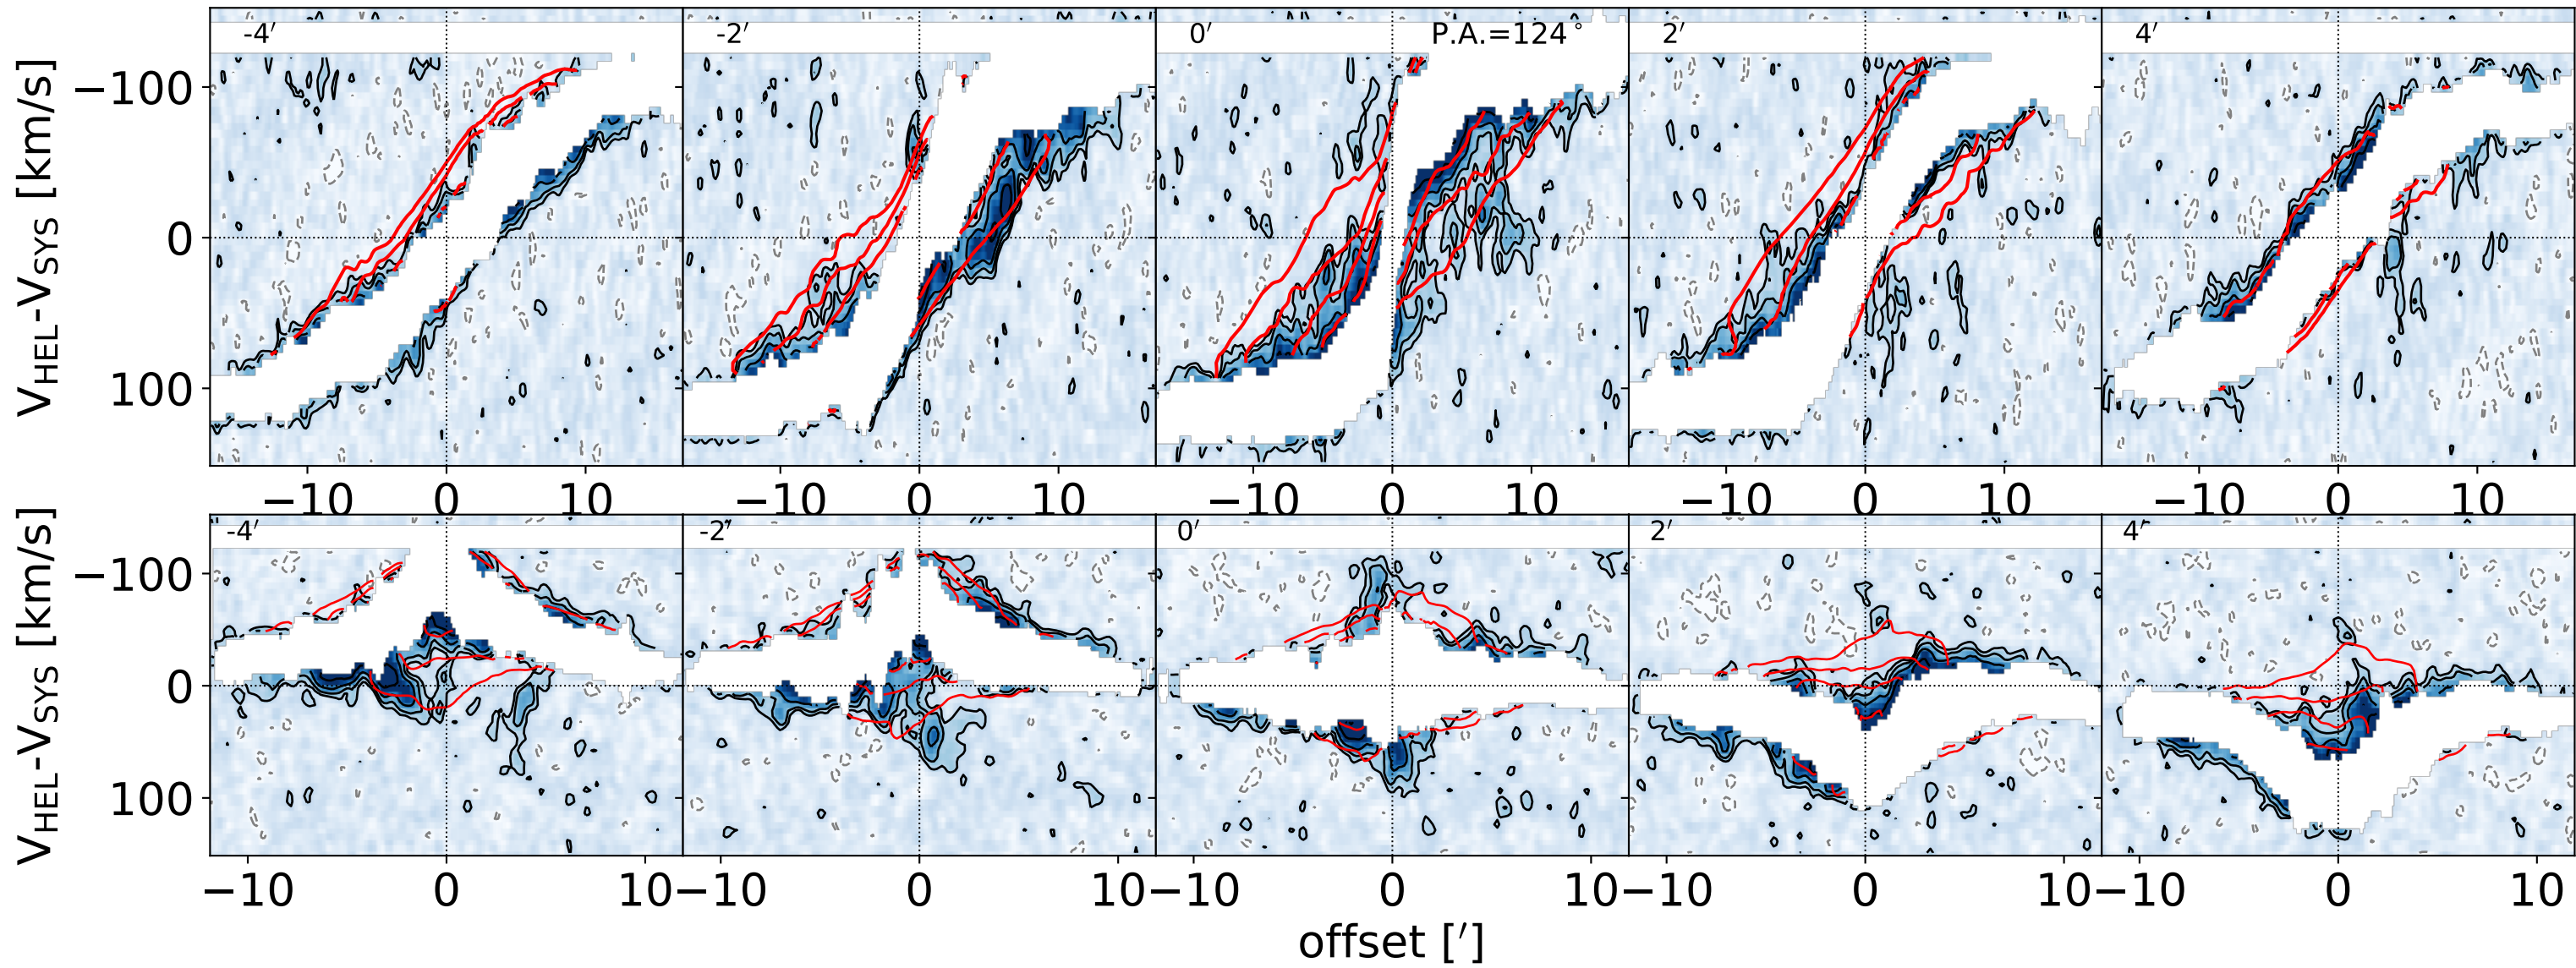 -4′ -2′ 0′ P.A.=124° 2′ 4′
V_HEL-V_SYS [km/s]
−100
0
100
−10 0 10 −10 0 10 −10 0 10 −10 0 10 −10 0 10
-4′ -2′ 0′ 2′ 4′
V_HEL-V_SYS [km/s]
−100
0
100
−10 0 10 −10 0 10 −10 0 10 −10 0 10 −10 0 10
offset [′]